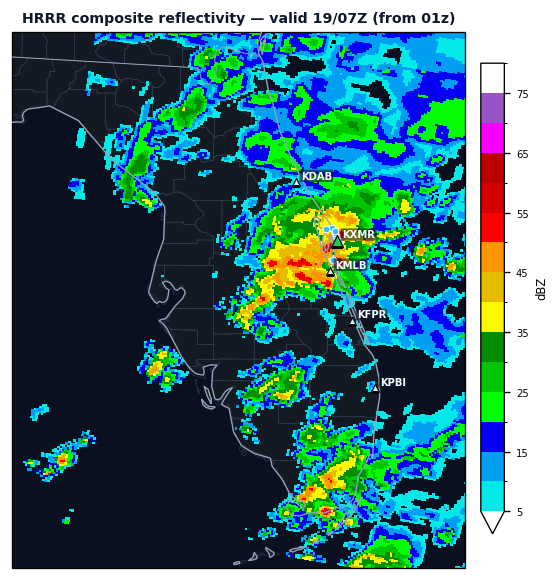 HRRR composite reflectivity — valid 19/07Z (from 01z)
KDAB
KXMR
KMLB
KFPR
KPBI
75
65
55
45
35
25
15
5
dBZ